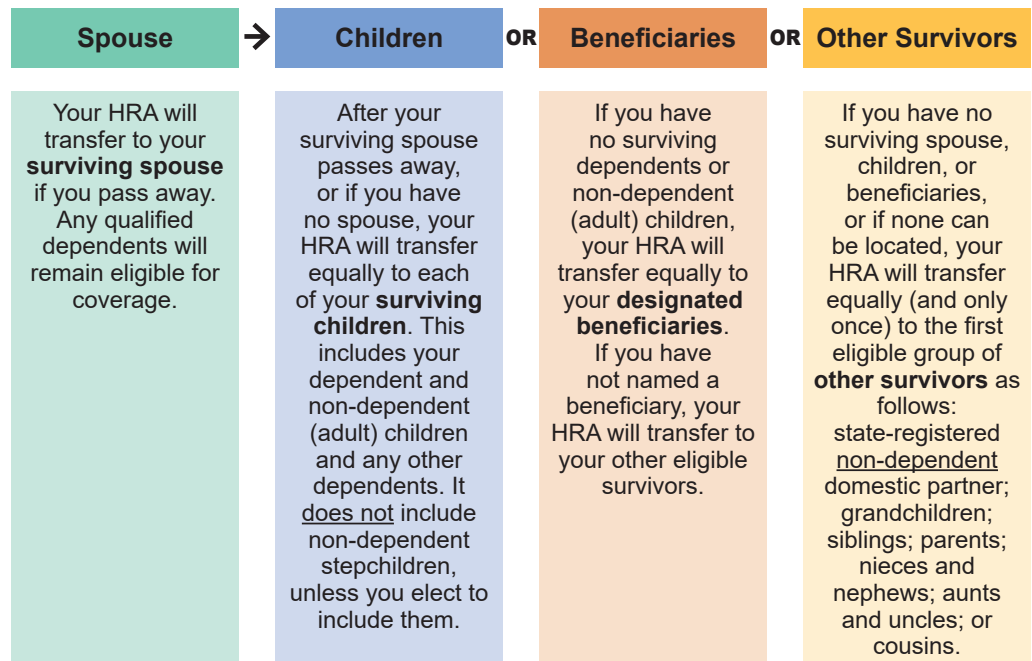 Spouse → Children OR Beneficiaries OR Other Survivors
Your HRA will
transfer to your
surviving spouse
if you pass away.
Any qualified
dependents will
remain eligible for
coverage.
After your
surviving spouse
passes away,
or if you have
no spouse, your
HRA will transfer
equally to each
of your surviving
children. This
includes your
dependent and
non-dependent
(adult) children
and any other
dependents. It
does not include
non-dependent
stepchildren,
unless you elect to
include them.
If you have
no surviving
dependents or
non-dependent
(adult) children,
your HRA will
transfer equally to
your designated
beneficiaries.
If you have
not named a
beneficiary, your
HRA will transfer to
your other eligible
survivors.
If you have no
surviving spouse,
children, or
beneficiaries,
or if none can
be located, your
HRA will transfer
equally (and only
once) to the first
eligible group of
other survivors as
follows:
state-registered
non-dependent
domestic partner;
grandchildren;
siblings; parents;
nieces and
nephews; aunts
and uncles; or
cousins.